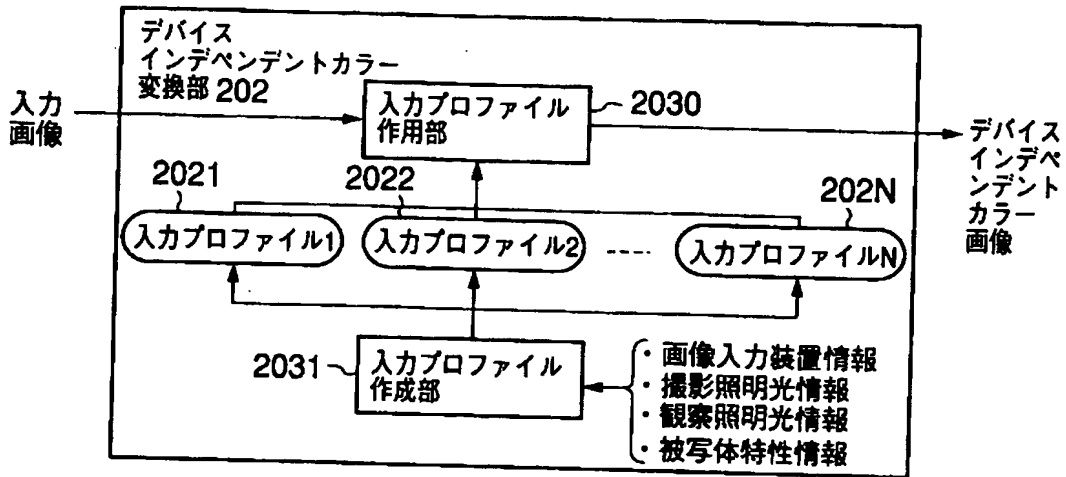 デバイス
インデペンデントカラー
変換部 202
入力
画像
入力プロファイル
作用部
2030
デバイス
インデペ
ンデント
カラー
画像
2021
2022
202N
入力プロファイル1
入力プロファイル2
入力プロファイルN
2031
入力プロファイル
作成部
・画像入力装置情報
・撮影照明光情報
・観察照明光情報
・被写体特性情報